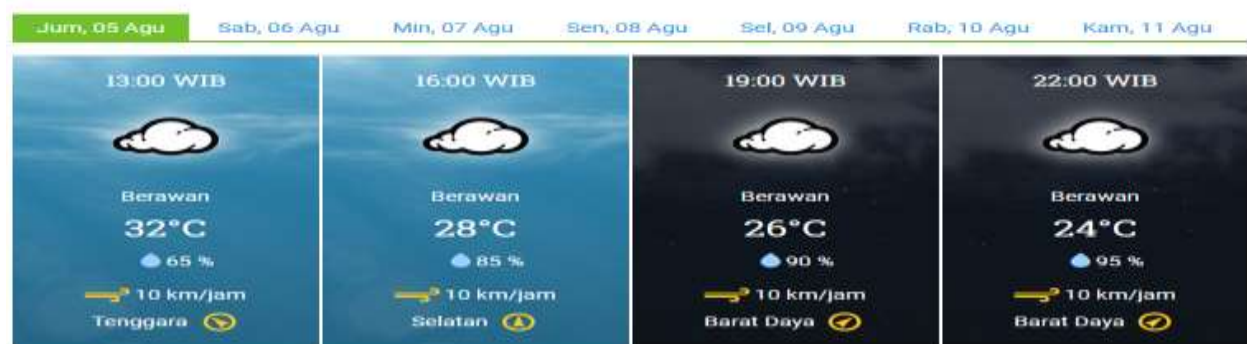 Jum, 05 Agu Sab, 06 Agu Min, 07 Agu Sen, 08 Agu Sel, 09 Agu Rab, 10 Agu Kam, 11 Agu
13:00 WIB
Berawan
32°C
65 %
10 km/jam
Tenggara
16:00 WIB
Berawan
28°C
85 %
10 km/jam
Selatan
19:00 WIB
Berawan
26°C
90 %
10 km/jam
Barat Daya
22:00 WIB
Berawan
24°C
95 %
10 km/jam
Barat Daya